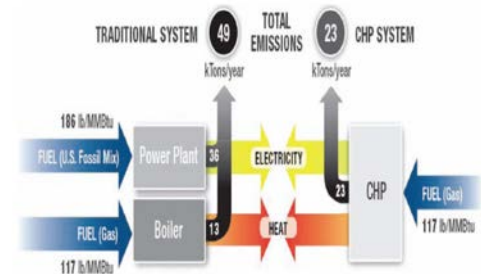 TRADITIONAL SYSTEM
49
kTons/year
TOTAL
EMISSIONS
23
kTons/year
CHP SYSTEM
186 lb/MMBtu
FUEL (U.S. Fossil Mix)
Power Plant
36
ELECTRICITY
23
CHP
FUEL (Gas)
117 lb/MMBtu
FUEL (Gas)
Boiler
13
HEAT
117 lb/MMBtu